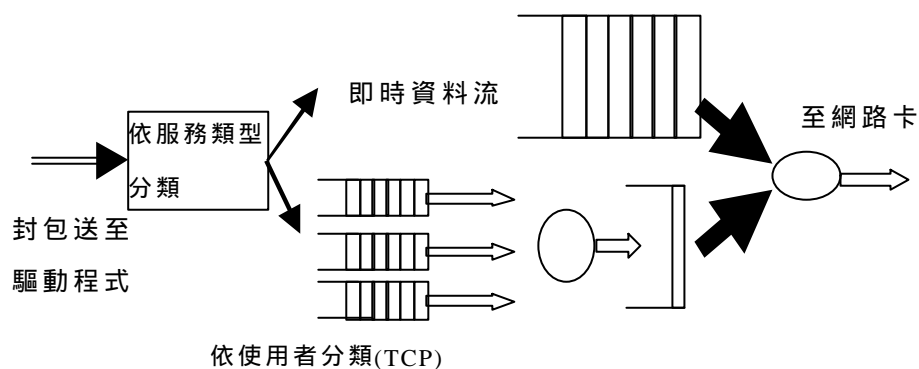 即時資料流
至網路卡
依服務類型
分類
封包送至
驅動程式
依使用者分類(TCP)